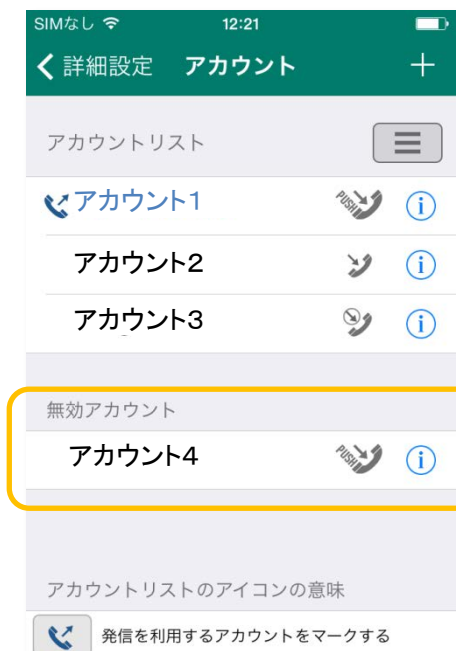 SIMなし 12:21
詳細設定 アカウント
アカウントリスト
アカウント1 PUSH
アカウント2
アカウント3
無効アカウント
アカウント4 PUSH
アカウントリストのアイコンの意味
発信を利用するアカウントをマークする